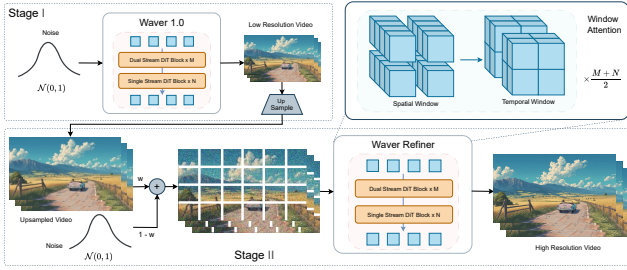 Stage I
Noise
𝒩(0, 1)
Waver 1.0
Dual Stream DiT Block x M
Single Stream DiT Block x N
Low Resolution Video
Up
Sample
Window
Attention
Spatial Window
Temporal Window
× (M + N)/2
Upsampled Video
w
+
1 - w
Noise
𝒩(0, 1)
Stage II
Waver Refiner
Dual Stream DiT Block x M
Single Stream DiT Block x N
High Resolution Video